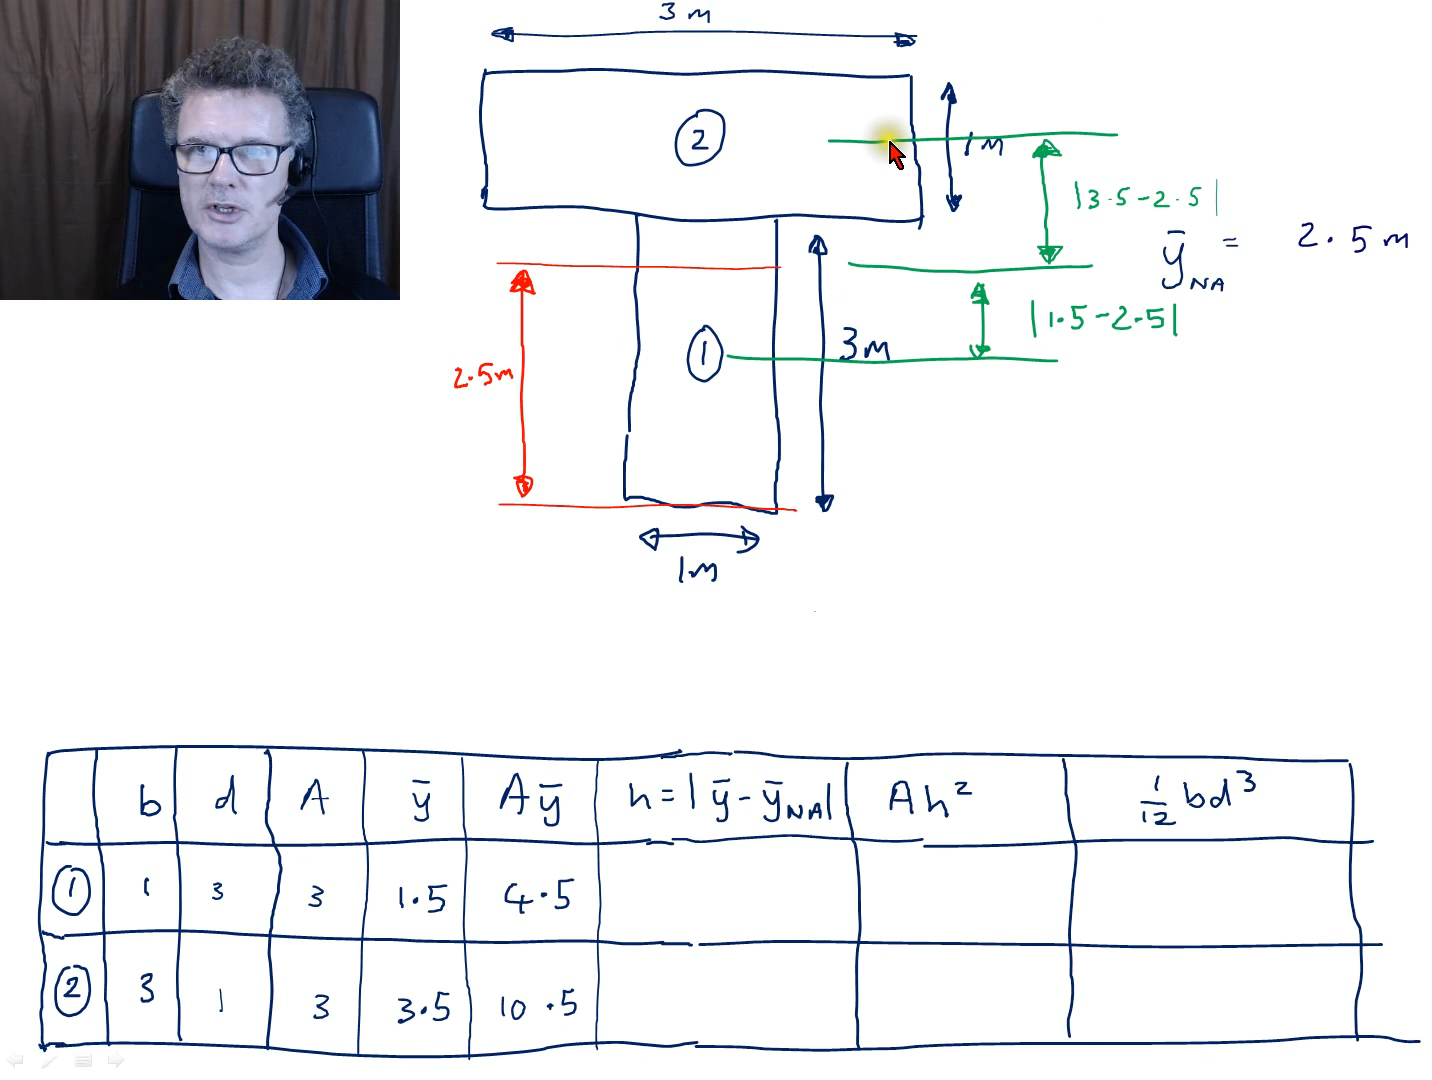 3 m
2
1 m
|3.5-2.5|
ȳNA = 2.5 m
|1.5-2.5|
1
3m
2.5m
1m
b d A ȳ Aȳ h = |ȳ - ȳNA| Ah² 1/12 bd³
1 1 3 3 1.5 4.5
2 3 1 3 3.5 10.5